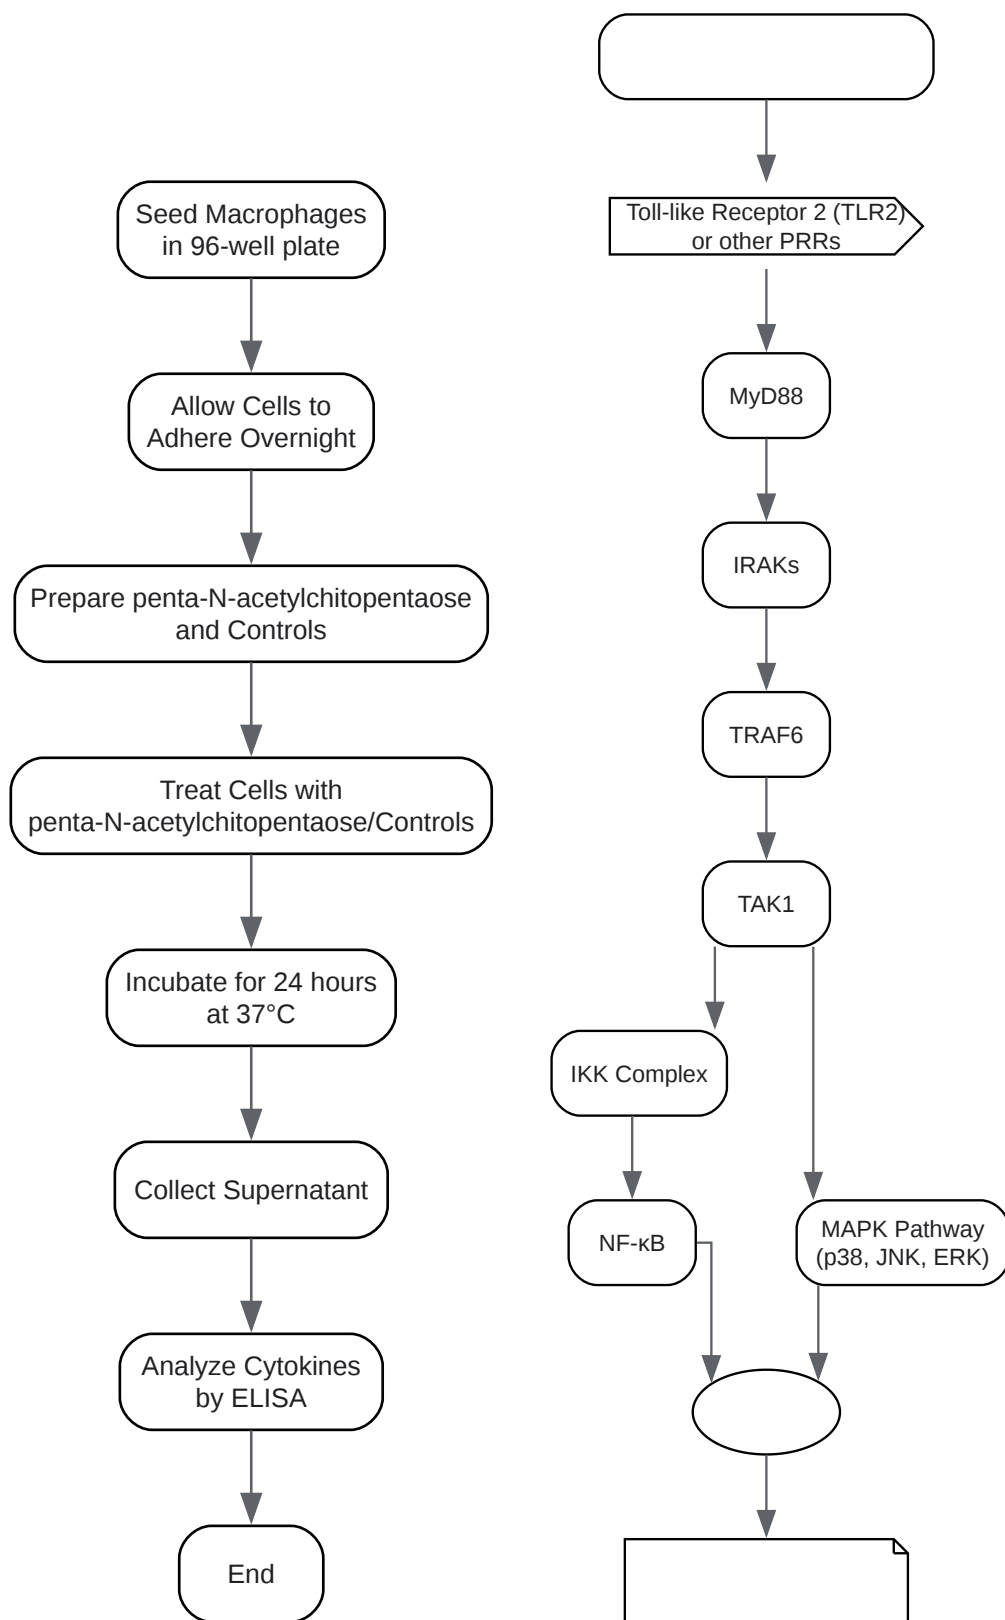 Seed Macrophages
in 96-well plate
Allow Cells to
Adhere Overnight
Prepare penta-N-acetylchitopentaose
and Controls
Treat Cells with
penta-N-acetylchitopentaose/Controls
Incubate for 24 hours
at 37°C
Collect Supernatant
Analyze Cytokines
by ELISA
End
Toll-like Receptor 2 (TLR2)
or other PRRs
MyD88
IRAKs
TRAF6
TAK1
IKK Complex
NF-κB
MAPK Pathway
(p38, JNK, ERK)